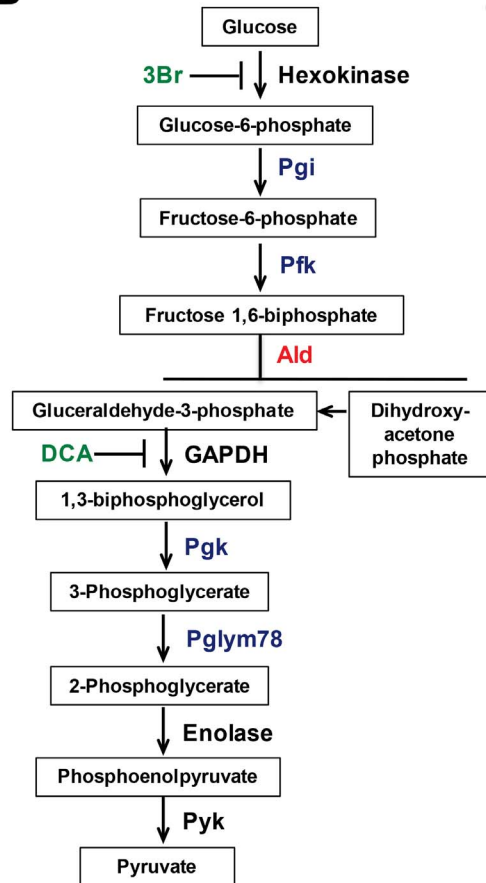 Glucose
3Br
Hexokinase
Glucose-6-phosphate
Pgi
Fructose-6-phosphate
Pfk
Fructose 1,6-biphosphate
Ald
Gluceraldehyde-3-phosphate
Dihydroxy-
acetone
phosphate
DCA
GAPDH
1,3-biphosphoglycerol
Pgk
3-Phosphoglycerate
Pglym78
2-Phosphoglycerate
Enolase
Phosphoenolpyruvate
Pyk
Pyruvate